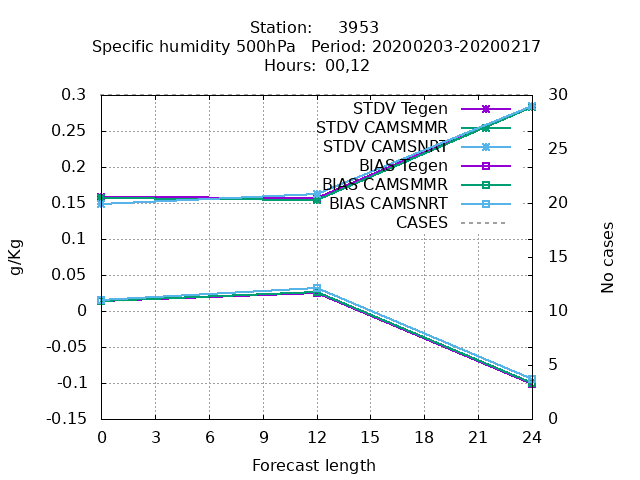 Station: 3953
Specific humidity 500hPa Period: 20200203-20200217
Hours: 00,12
0.3
0.25
0.2
0.15
0.1
0.05
0
-0.05
-0.1
-0.15
g/Kg
STDV Tegen
STDV CAMSMMR
STDV CAMSNRT
BIAS Tegen
BIAS CAMSMMR
BIAS CAMSNRT
CASES
30
25
20
15
10
5
0
No cases
0 3 6 9 12 15 18 21 24
Forecast length